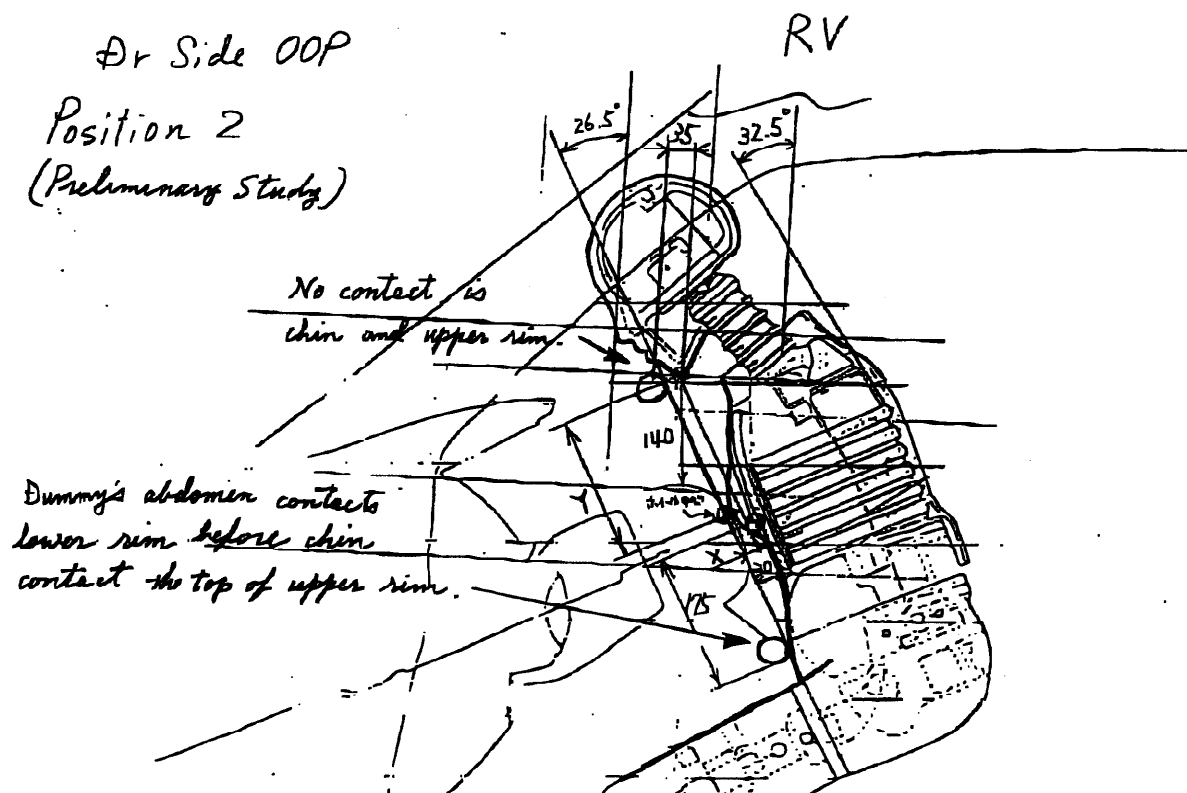 Dr Side OOP
RV
Position 2
(Preliminary Study)
26.5°
35
32.5°
No contact is
chin and upper rim.
140
Dummy's abdomen contacts
lower rim before chin
contact the top of upper rim.
Y
X
30
175